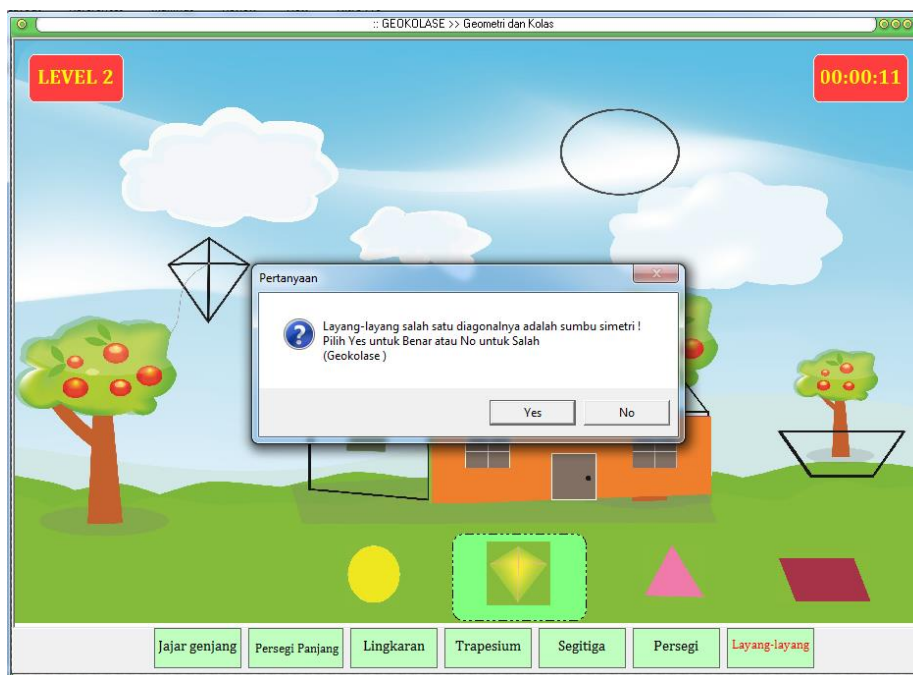 :: GEOKOLASE >> Geometri dan Kolas
LEVEL 2
00:00:11
Pertanyaan
Layang-layang salah satu diagonalnya adalah sumbu simetri !
Pilih Yes untuk Benar atau No untuk Salah
(Geokolase )
Yes
No
Jajar genjang
Persegi Panjang
Lingkaran
Trapesium
Segitiga
Persegi
Layang-layang